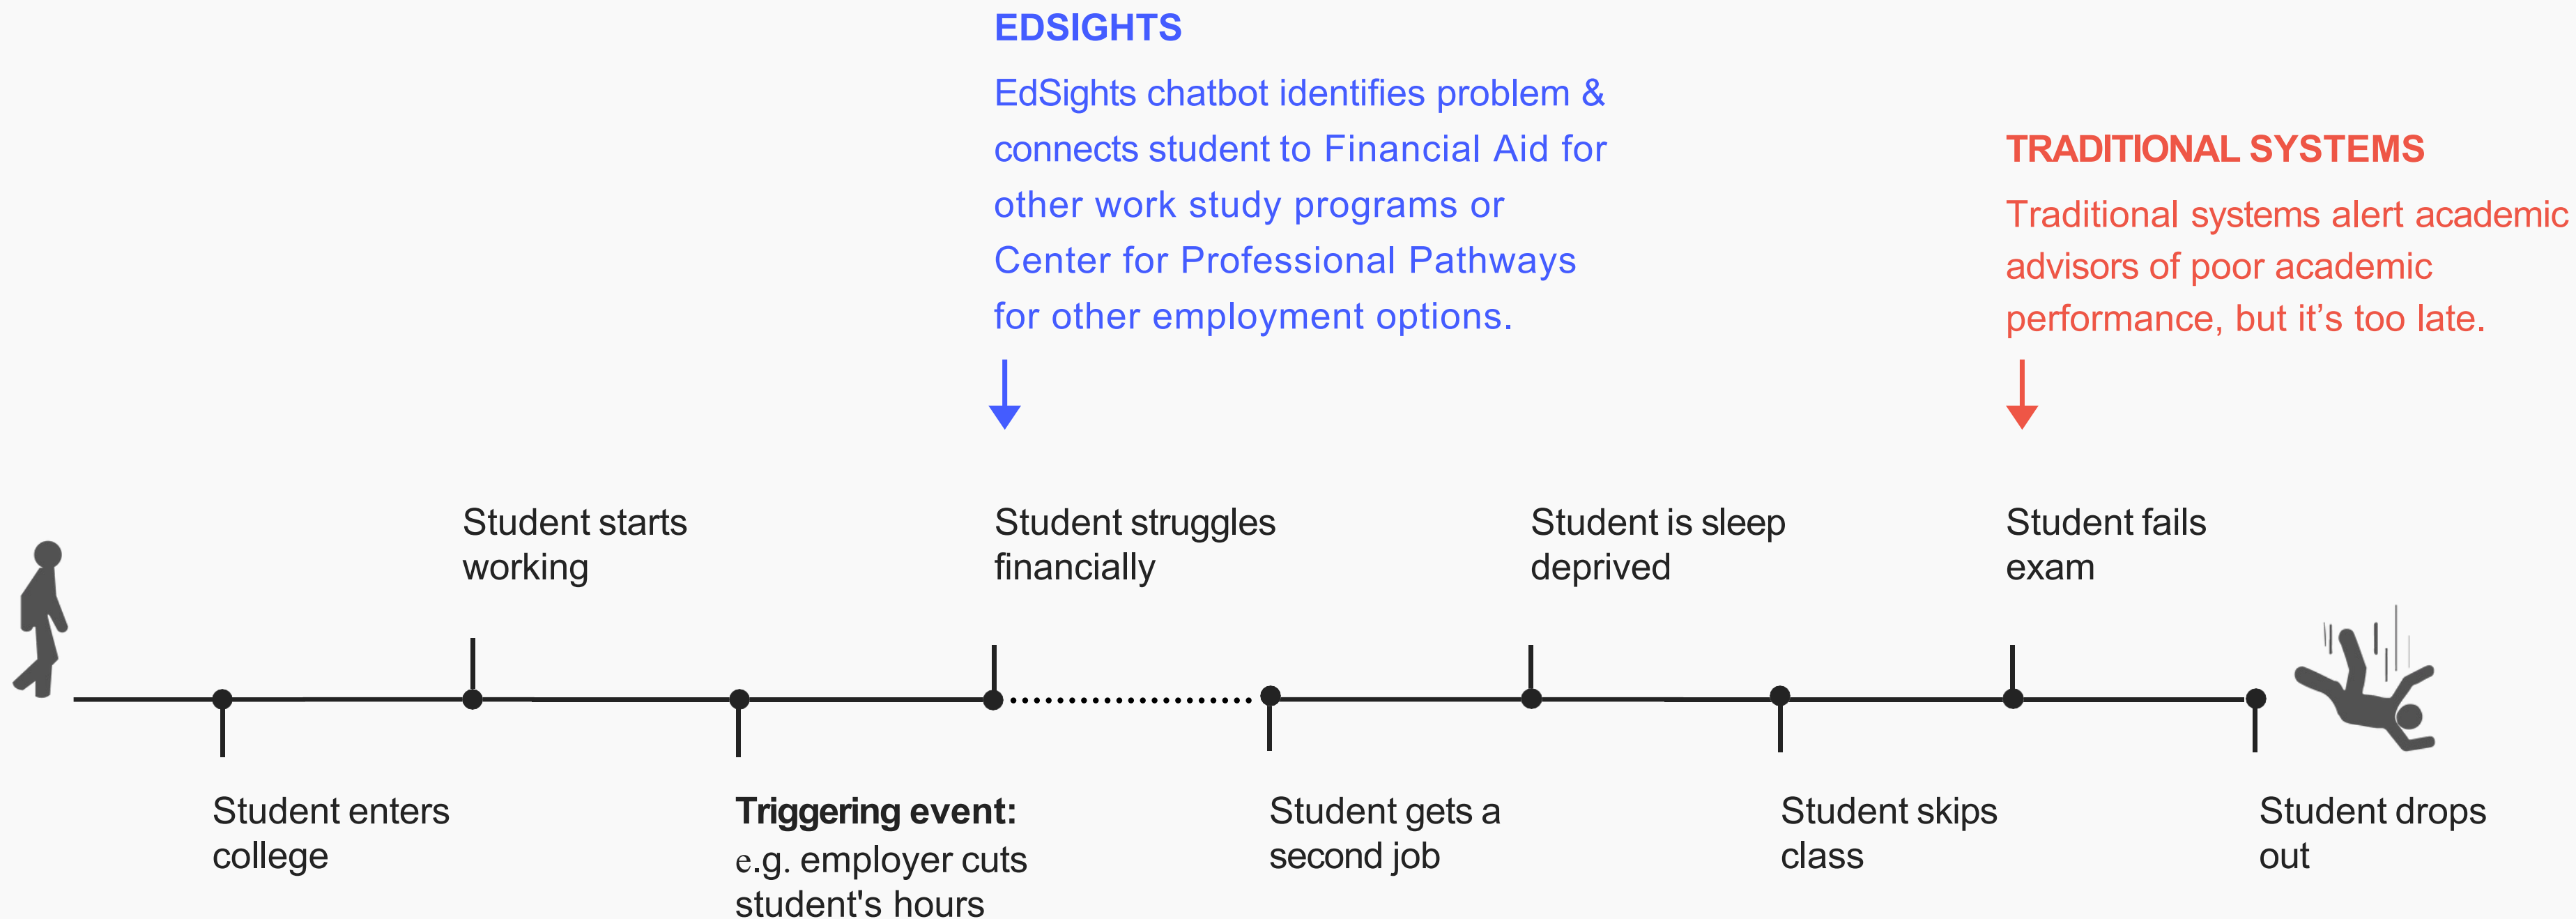 EDSIGHTS
EdSights chatbot identifies problem &
connects student to Financial Aid for
other work study programs or
Center for Professional Pathways
for other employment options.
TRADITIONAL SYSTEMS
Traditional systems alert academic
advisors of poor academic
performance, but it’s too late.
Student starts
working
Student struggles
financially
Student is sleep
deprived
Student fails
exam
Student enters
college
Triggering event:
e.g. employer cuts
student's hours
Student gets a
second job
Student skips
class
Student drops
out